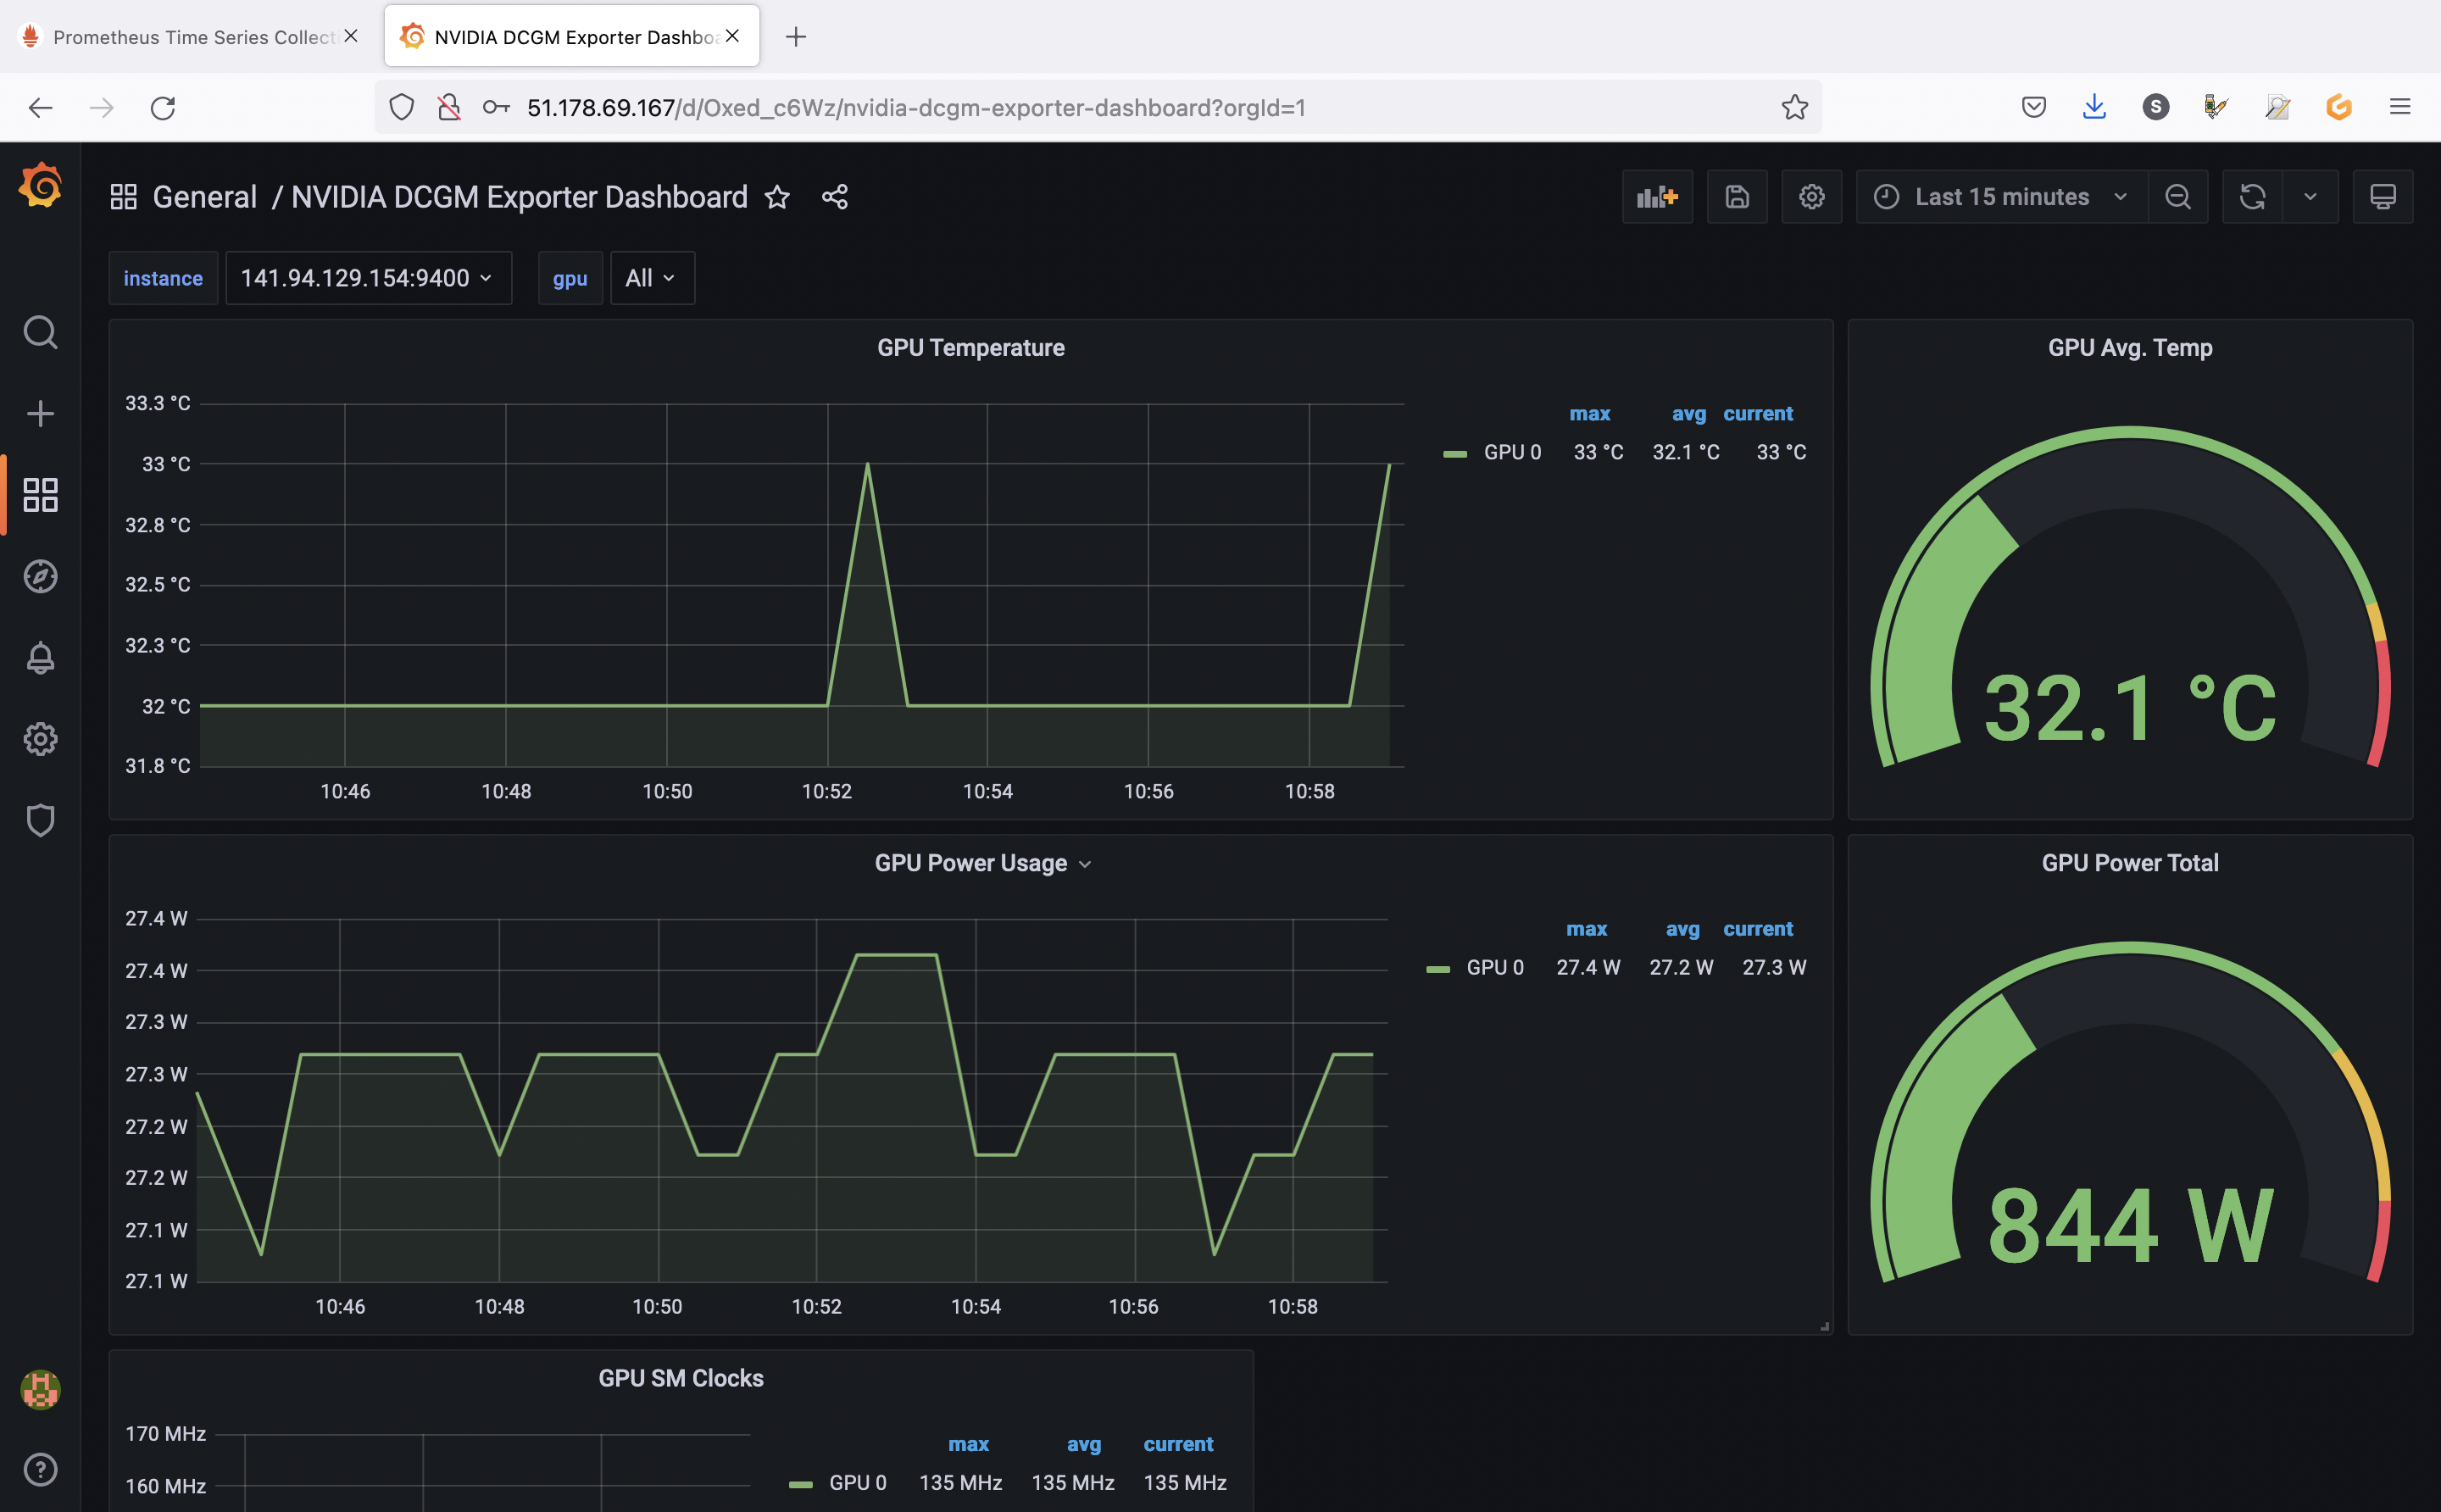 Prometheus Time Series Collect
NVIDIA DCGM Exporter Dashbo
51.178.69.167/d/Oxed_c6Wz/nvidia-dcgm-exporter-dashboard?orgId=1
S
General / NVIDIA DCGM Exporter Dashboard
Last 15 minutes
instance 141.94.129.154:9400 gpu All
GPU Temperature
33.3 °C
33 °C
32.8 °C
32.5 °C
32.3 °C
32 °C
31.8 °C
10:46 10:48 10:50 10:52 10:54 10:56 10:58
max avg current
GPU 0 33 °C 32.1 °C 33 °C
GPU Avg. Temp
32.1 °C
GPU Power Usage
27.4 W
27.4 W
27.3 W
27.3 W
27.2 W
27.2 W
27.1 W
27.1 W
10:46 10:48 10:50 10:52 10:54 10:56 10:58
max avg current
GPU 0 27.4 W 27.2 W 27.3 W
GPU Power Total
844 W
GPU SM Clocks
170 MHz
160 MHz
max avg current
GPU 0 135 MHz 135 MHz 135 MHz